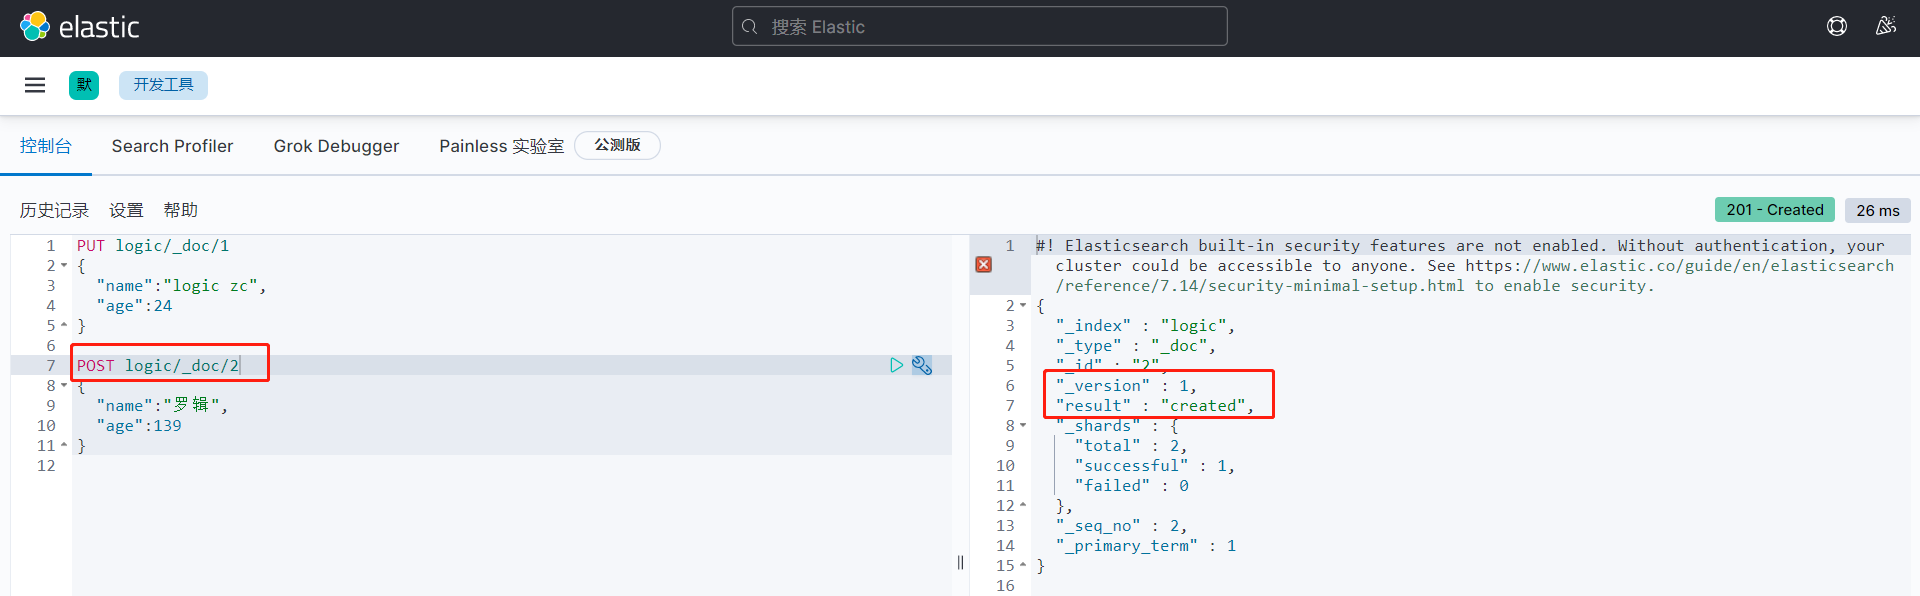 elastic
搜索 Elastic
默
开发工具
控制台 Search Profiler Grok Debugger Painless 实验室 公测版
历史记录 设置 帮助
201 - Created 26 ms
1 PUT logic/_doc/1
2 {
3 "name":"logic zc",
4 "age":24
5 }
6
7 POST logic/_doc/2
8 {
9 "name":"罗辑",
10 "age":139
11 }
12
1 #! Elasticsearch built-in security features are not enabled. Without authentication, your
cluster could be accessible to anyone. See https://www.elastic.co/guide/en/elasticsearch
/reference/7.14/security-minimal-setup.html to enable security.
2 {
3 "_index" : "logic",
4 "_type" : "_doc",
5 "_id" : "2",
6 "_version" : 1,
7 "result" : "created",
8 "_shards" : {
9 "total" : 2,
10 "successful" : 1,
11 "failed" : 0
12 },
13 "_seq_no" : 2,
14 "_primary_term" : 1
15 }
16